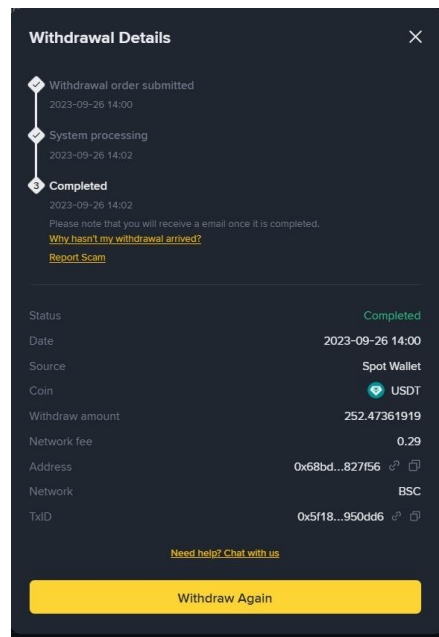 Withdrawal Details
Withdrawal order submitted
2023-09-26 14:00
System processing
2023-09-26 14:02
3 Completed
2023-09-26 14:02
Please note that you will receive a email once it is completed.
Why hasn't my withdrawal arrived?
Report Scam
Status Completed
Date 2023-09-26 14:00
Source Spot Wallet
Coin USDT
Withdraw amount 252.47361919
Network fee 0.29
Address 0x68bd...827f56
Network BSC
TxID 0x5f18...950dd6
Need help? Chat with us
Withdraw Again